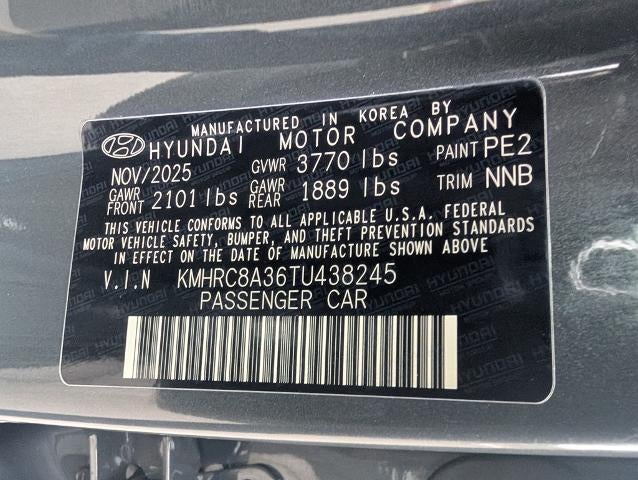 MANUFACTURED IN KOREA BY
HYUNDAI MOTOR COMPANY
NOV/2025 GVWR 3770 lbs PAINT PE2
GAWR FRONT 2101 lbs GAWR REAR 1889 lbs TRIM NNB
THIS VEHICLE CONFORMS TO ALL APPLICABLE U.S.A. FEDERAL
MOTOR VEHICLE SAFETY, BUMPER, AND THEFT PREVENTION STANDARDS
IN EFFECT ON THE DATE OF MANUFACTURE SHOWN ABOVE.
V.I.N KMHRC8A36TU438245
PASSENGER CAR